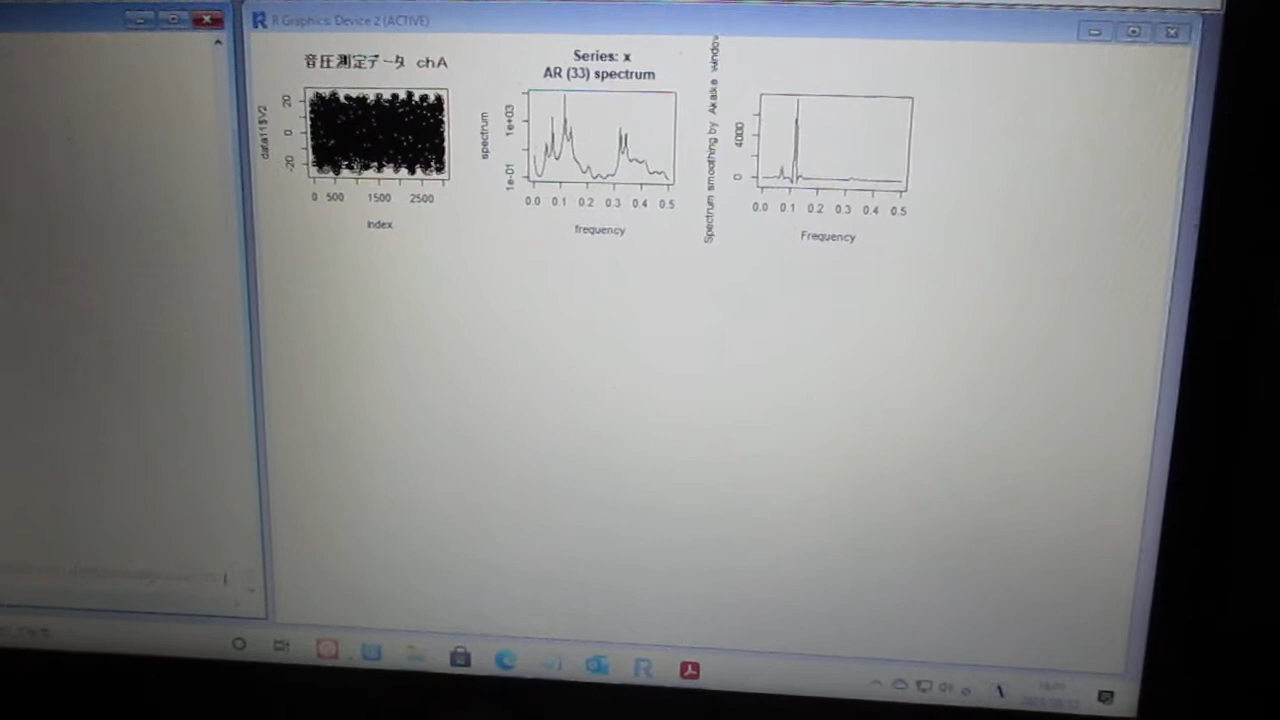 R Graphics: Device 2 (ACTIVE)
音圧測定データ chA
data11$V2
20
0
-20
0 500 1500 2500
Index
Series: x
AR (33) spectrum
spectrum
1e+03
1e-01
0.0 0.1 0.2 0.3 0.4 0.5
frequency
Spectrum smoothing by Akaike window
4000
0
0.0 0.1 0.2 0.3 0.4 0.5
Frequency